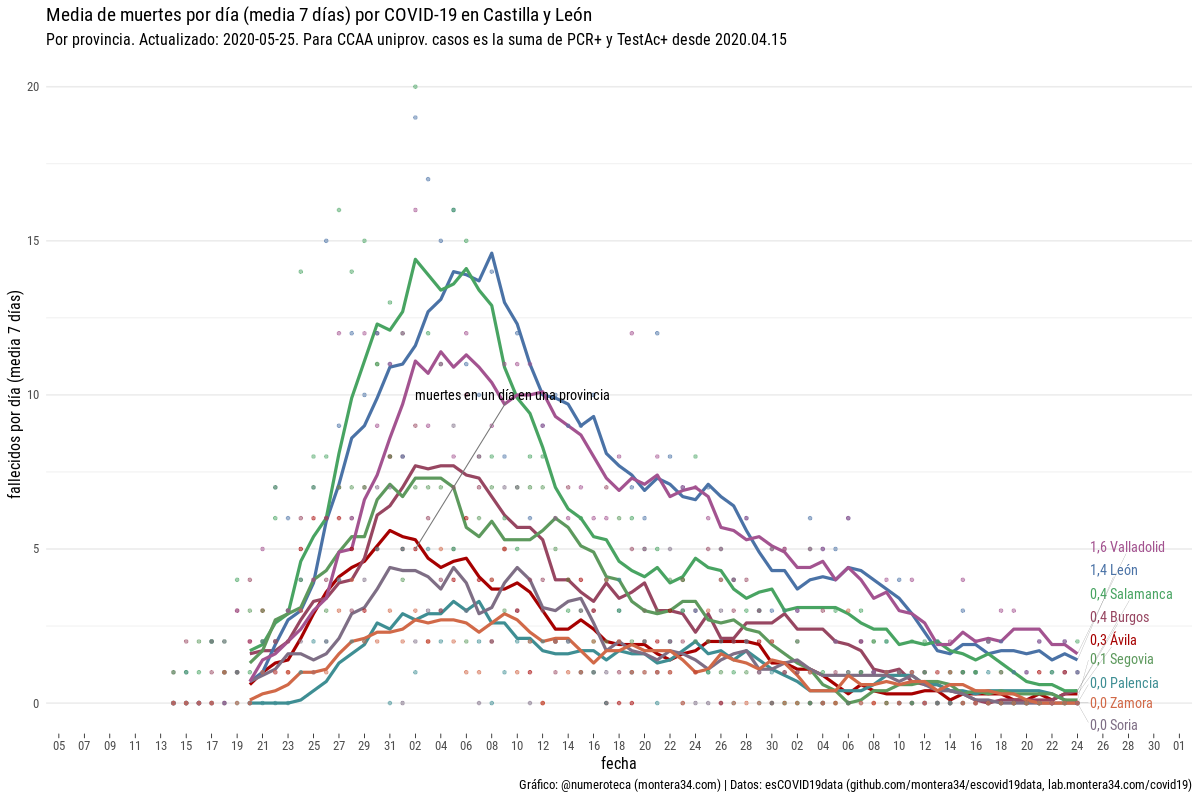 Media de muertes por día (media 7 días) por COVID-19 en Castilla y León
Por provincia. Actualizado: 2020-05-25. Para CCAA uniprov. casos es la suma de PCR+ y TestAc+ desde 2020.04.15
20
15
10
5
0
fallecidos por día (media 7 días)
muertes en un día en una provincia
1,6 Valladolid
1,4 León
0,4 Salamanca
0,4 Burgos
0,3 Ávila
0,1 Segovia
0,0 Palencia
0,0 Zamora
0,0 Soria
05 07 09 11 13 15 17 19 21 23 25 27 29 31 02 04 06 08 10 12 14 16 18 20 22 24 26 28 30 02 04 06 08 10 12 14 16 18 20 22 24 26 28 30 01
fecha
Gráfico: @numeroteca (montera34.com) | Datos: esCOVID19data (github.com/montera34/escovid19data, lab.montera34.com/covid19)